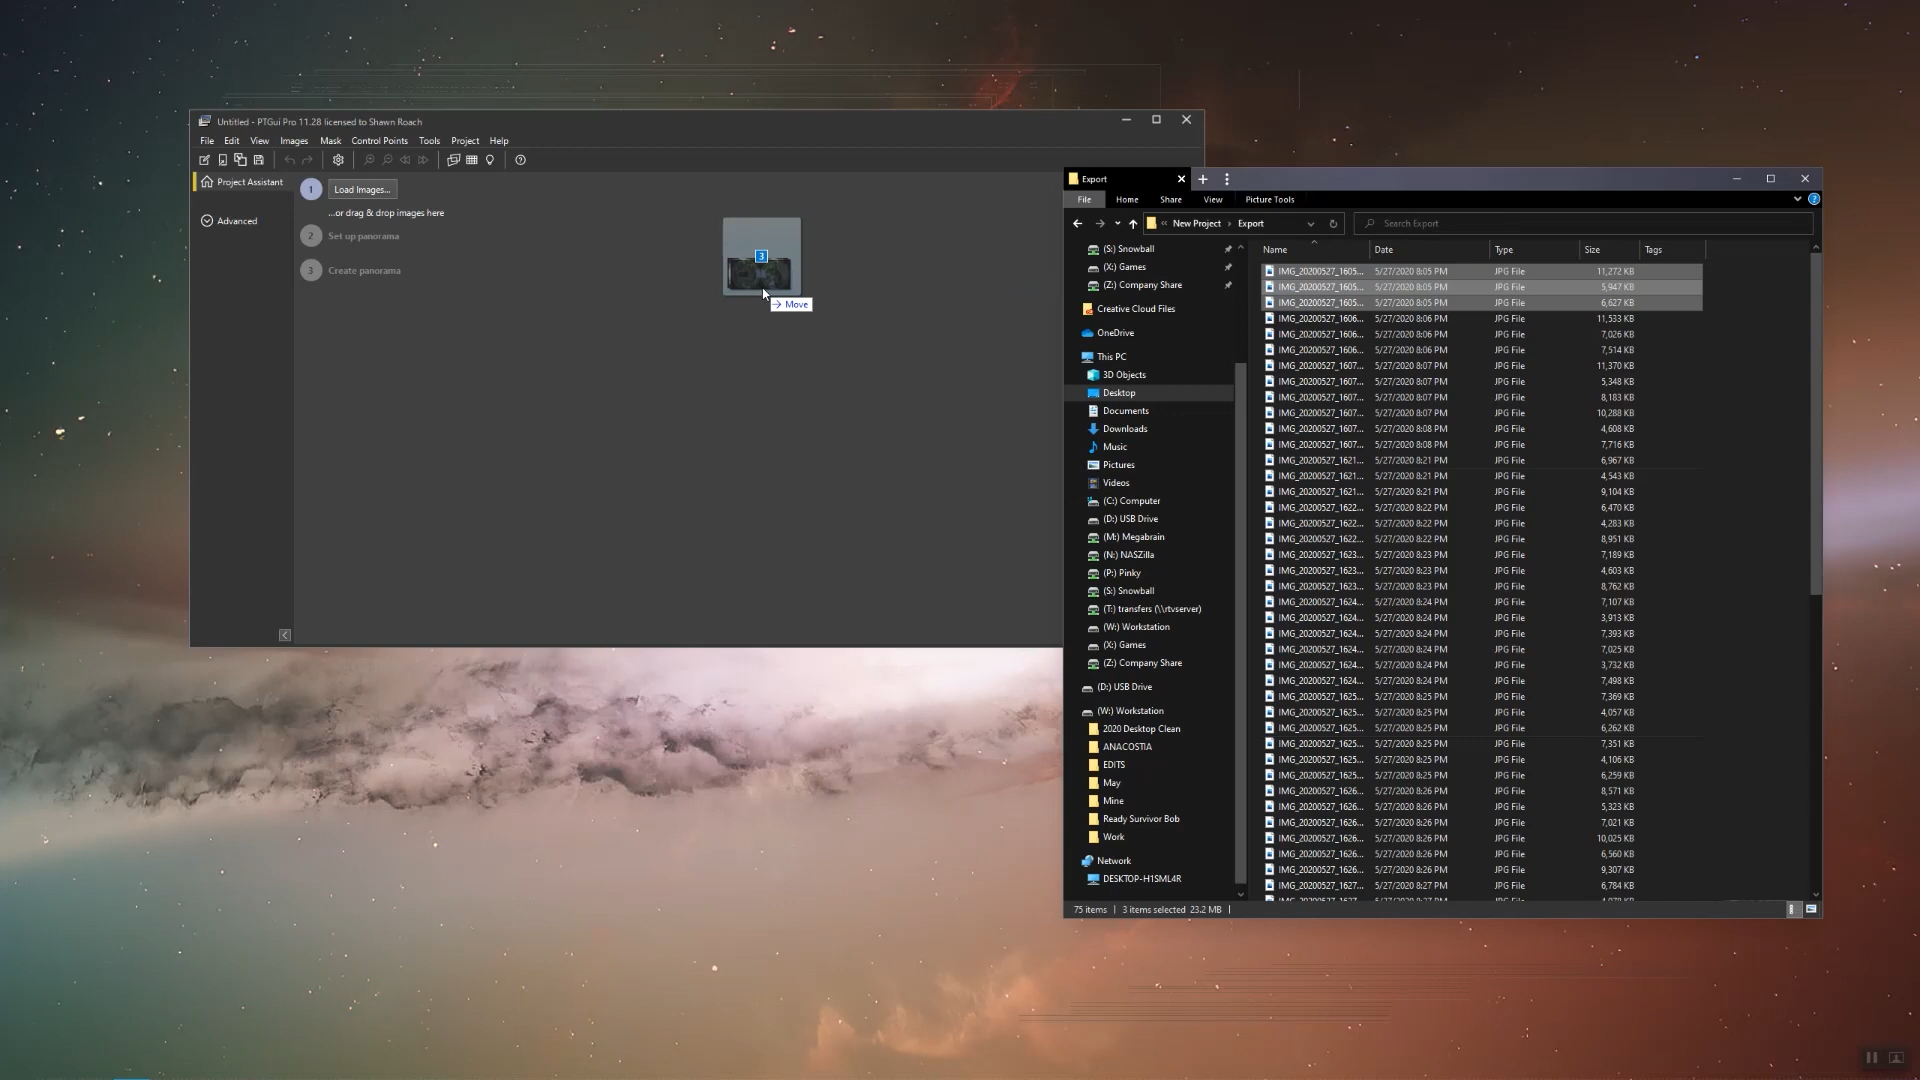 Untitled - PTGui Pro 11.28 licensed to Shawn Roach
File Edit View Images Mask Control Points Tools Project Help
Project Assistant
Advanced
1 Load Images...
...or drag & drop images here
2 Set up panorama
3 Create panorama
3
Move
Export
File Home Share View Picture Tools
New Project Export
Search Export
(S:) Snowball
(X:) Games
(Z:) Company Share
Creative Cloud Files
OneDrive
This PC
3D Objects
Desktop
Documents
Downloads
Music
Pictures
Videos
(C:) Computer
(D:) USB Drive
(M:) Megabrain
(N:) NASZilla
(P:) Pinky
(S:) Snowball
(T:) transfers (\\rtvserver)
(W:) Workstation
(X:) Games
(Z:) Company Share
(D:) USB Drive
(W:) Workstation
2020 Desktop Clean
ANACOSTIA
EDITS
May
Mine
Ready Survivor Bob
Work
Network
DESKTOP-H1SML4R
Name Date Type Size Tags
IMG_20200527_1605... 5/27/2020 8:05 PM JPG File 11,272 KB
IMG_20200527_1605... 5/27/2020 8:05 PM JPG File 5,947 KB
IMG_20200527_1605... 5/27/2020 8:05 PM JPG File 6,627 KB
IMG_20200527_1606... 5/27/2020 8:06 PM JPG File 11,533 KB
IMG_20200527_1606... 5/27/2020 8:06 PM JPG File 7,026 KB
IMG_20200527_1606... 5/27/2020 8:06 PM JPG File 7,514 KB
IMG_20200527_1607... 5/27/2020 8:07 PM JPG File 11,370 KB
IMG_20200527_1607... 5/27/2020 8:07 PM JPG File 5,348 KB
IMG_20200527_1607... 5/27/2020 8:07 PM JPG File 8,183 KB
IMG_20200527_1607... 5/27/2020 8:07 PM JPG File 10,288 KB
IMG_20200527_1607... 5/27/2020 8:08 PM JPG File 4,608 KB
IMG_20200527_1607... 5/27/2020 8:08 PM JPG File 7,716 KB
IMG_20200527_1621... 5/27/2020 8:21 PM JPG File 6,967 KB
IMG_20200527_1621... 5/27/2020 8:21 PM JPG File 4,543 KB
IMG_20200527_1621... 5/27/2020 8:21 PM JPG File 9,104 KB
IMG_20200527_1622... 5/27/2020 8:22 PM JPG File 6,470 KB
IMG_20200527_1622... 5/27/2020 8:22 PM JPG File 4,283 KB
IMG_20200527_1622... 5/27/2020 8:22 PM JPG File 8,951 KB
IMG_20200527_1623... 5/27/2020 8:23 PM JPG File 7,189 KB
IMG_20200527_1623... 5/27/2020 8:23 PM JPG File 4,603 KB
IMG_20200527_1623... 5/27/2020 8:23 PM JPG File 8,762 KB
IMG_20200527_1624... 5/27/2020 8:24 PM JPG File 7,107 KB
IMG_20200527_1624... 5/27/2020 8:24 PM JPG File 3,913 KB
IMG_20200527_1624... 5/27/2020 8:24 PM JPG File 7,393 KB
IMG_20200527_1624... 5/27/2020 8:24 PM JPG File 7,025 KB
IMG_20200527_1624... 5/27/2020 8:24 PM JPG File 3,732 KB
IMG_20200527_1624... 5/27/2020 8:24 PM JPG File 7,498 KB
IMG_20200527_1625... 5/27/2020 8:25 PM JPG File 7,369 KB
IMG_20200527_1625... 5/27/2020 8:25 PM JPG File 4,057 KB
IMG_20200527_1625... 5/27/2020 8:25 PM JPG File 6,262 KB
IMG_20200527_1625... 5/27/2020 8:25 PM JPG File 7,351 KB
IMG_20200527_1625... 5/27/2020 8:25 PM JPG File 4,106 KB
IMG_20200527_1625... 5/27/2020 8:25 PM JPG File 6,259 KB
IMG_20200527_1626... 5/27/2020 8:26 PM JPG File 8,571 KB
IMG_20200527_1626... 5/27/2020 8:26 PM JPG File 5,323 KB
IMG_20200527_1626... 5/27/2020 8:26 PM JPG File 7,021 KB
IMG_20200527_1626... 5/27/2020 8:26 PM JPG File 10,025 KB
IMG_20200527_1626... 5/27/2020 8:26 PM JPG File 6,560 KB
IMG_20200527_1626... 5/27/2020 8:26 PM JPG File 9,307 KB
IMG_20200527_1627... 5/27/2020 8:27 PM JPG File 6,784 KB
75 items 3 items selected 23.2 MB